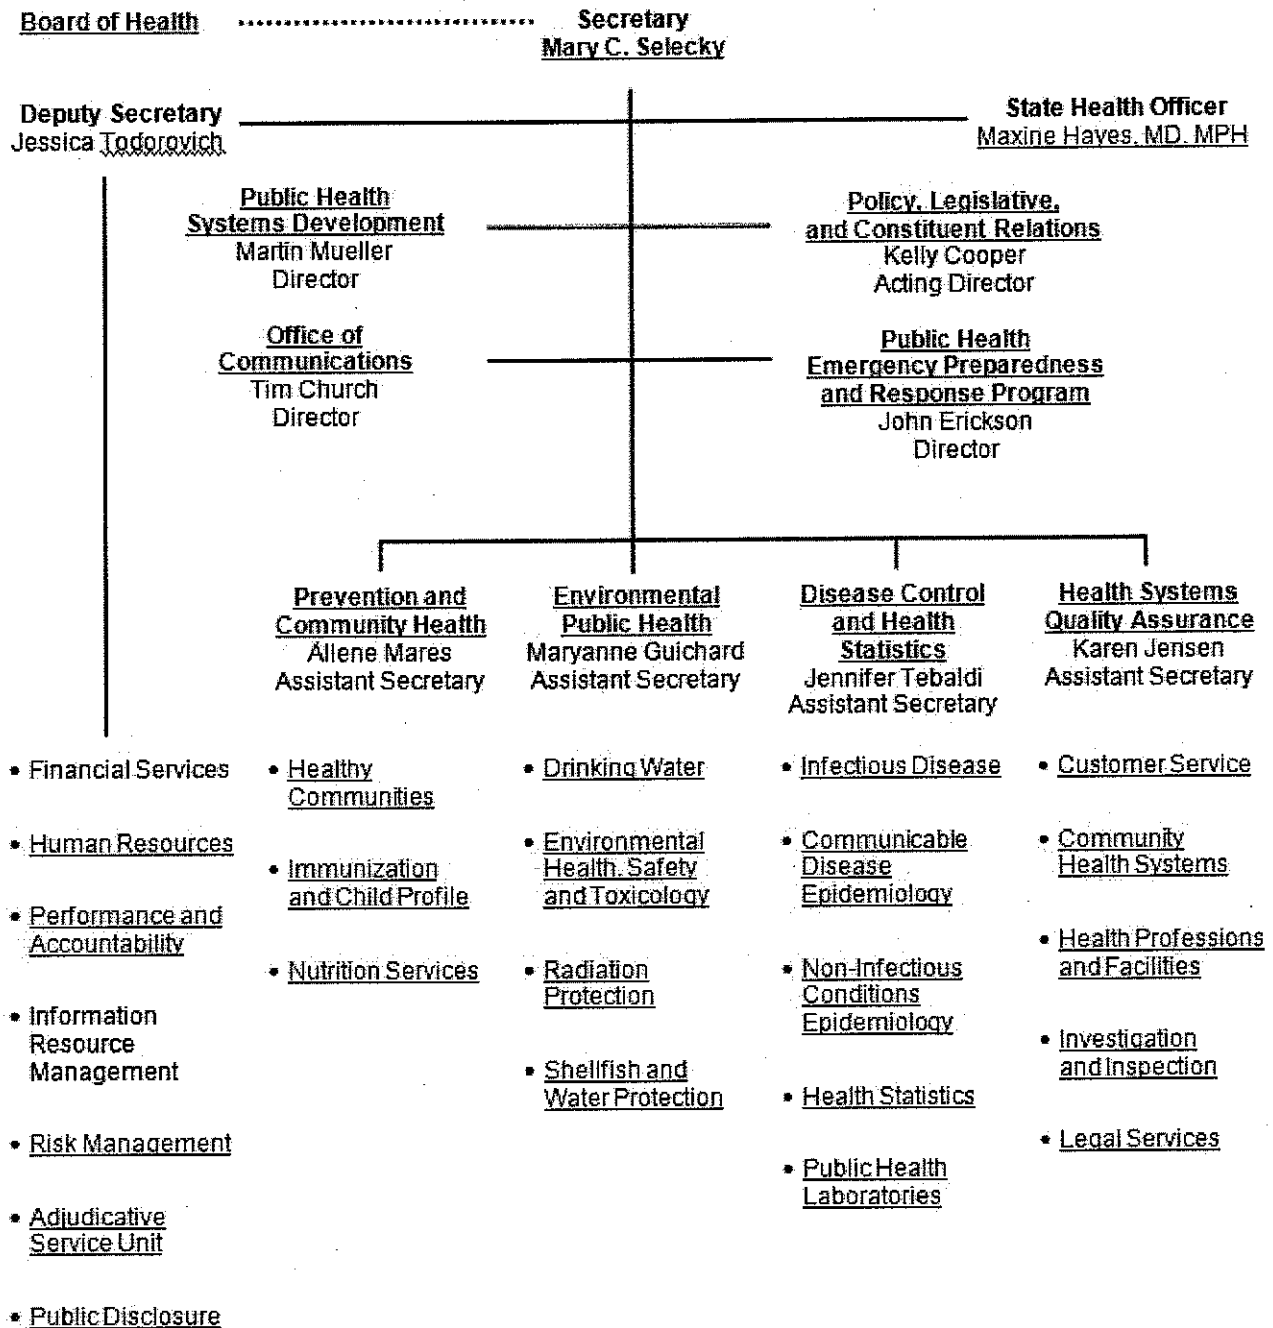 Board of Health
Secretary
Mary C. Selecky
Deputy Secretary
Jessica Todorovich
State Health Officer
Maxine Hayes, MD, MPH
Public Health
Systems Development
Martin Mueller
Director
Policy, Legislative,
and Constituent Relations
Kelly Cooper
Acting Director
Office of
Communications
Tim Church
Director
Public Health
Emergency Preparedness
and Response Program
John Erickson
Director
Prevention and
Community Health
Allene Mares
Assistant Secretary
Environmental
Public Health
Maryanne Guichard
Assistant Secretary
Disease Control
and Health
Statistics
Jennifer Tebaldi
Assistant Secretary
Health Systems
Quality Assurance
Karen Jensen
Assistant Secretary
• Financial Services
• Human Resources
• Performance and
Accountability
• Information
Resource
Management
• Risk Management
• Adjudicative
Service Unit
• Public Disclosure
• Healthy
Communities
• Immunization
and Child Profile
• Nutrition Services
• Drinking Water
• Environmental
Health, Safety
and Toxicology
• Radiation
Protection
• Shellfish and
Water Protection
• Infectious Disease
• Communicable
Disease
Epidemiology
• Non-Infectious
Conditions
Epidemiology
• Health Statistics
• Public Health
Laboratories
• Customer Service
• Community
Health Systems
• Health Professions
and Facilities
• Investigation
and Inspection
• Legal Services